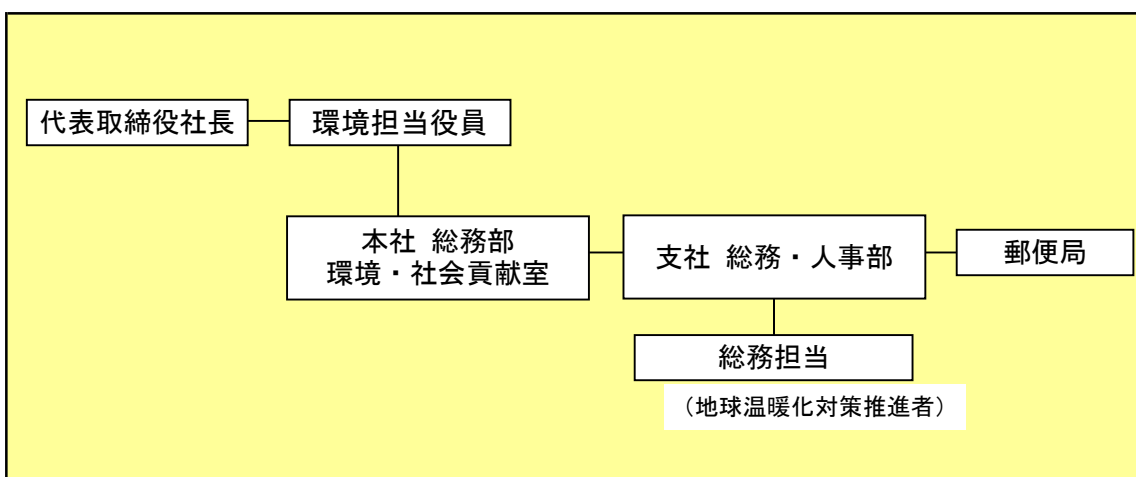 代表取締役社長
環境担当役員
本社 総務部
環境・社会貢献室
支社 総務・人事部
郵便局
総務担当
（地球温暖化対策推進者）